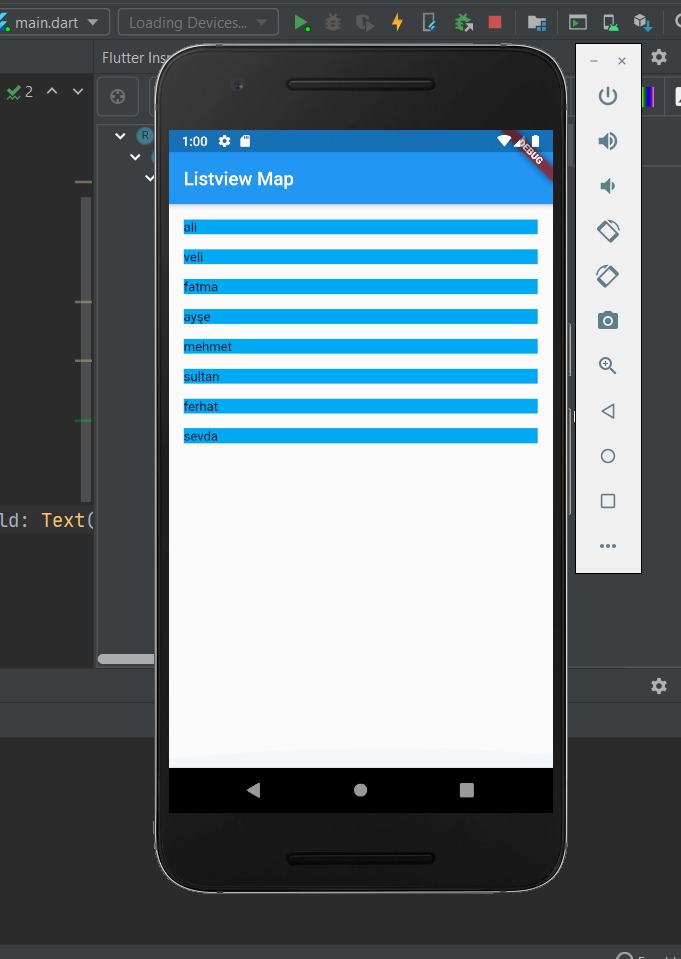 main.dart
Loading Devices...
Flutter Ins
2
R
1:00
DEBUG
Listview Map
ali
veli
fatma
ayşe
mehmet
sultan
ferhat
sevda
ld: Text(